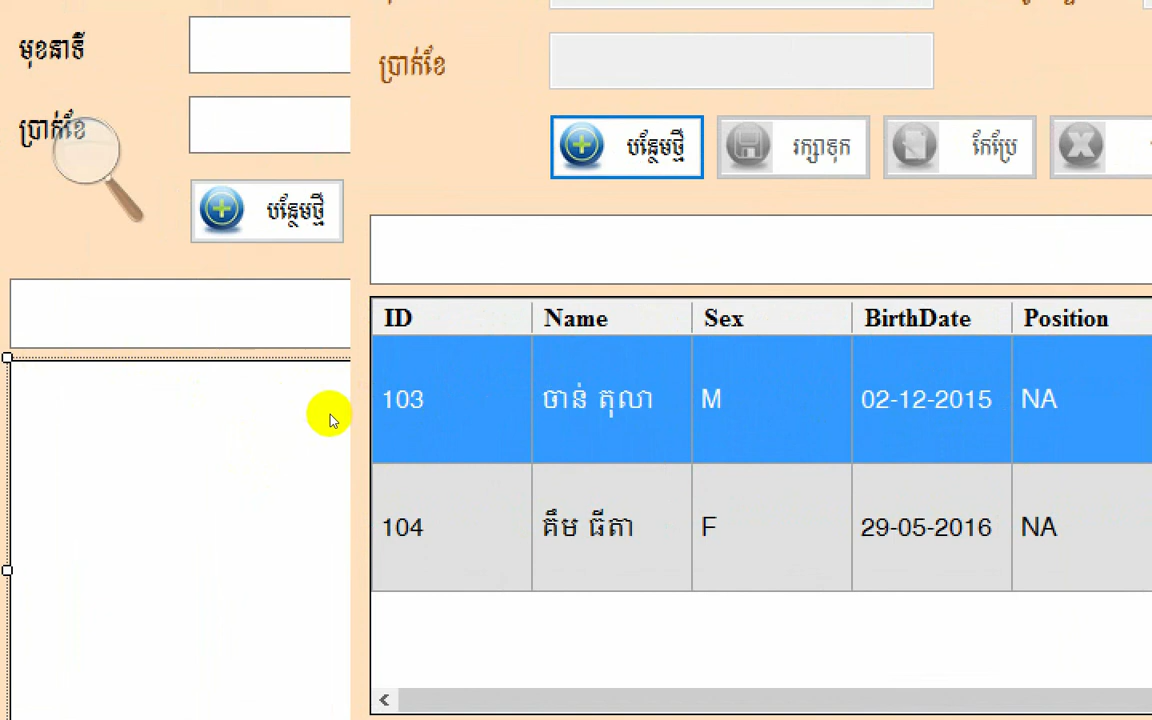 មុខនាទី
ប្រាក់ខែ
បន្ថែមថ្មី
ប្រាក់ខែ
បន្ថែមថ្មី រក្សាទុក កែប្រែ
ID Name Sex BirthDate Position
103 ចាន់ តុលា M 02-12-2015 NA
104 គឹម ធីតា F 29-05-2016 NA